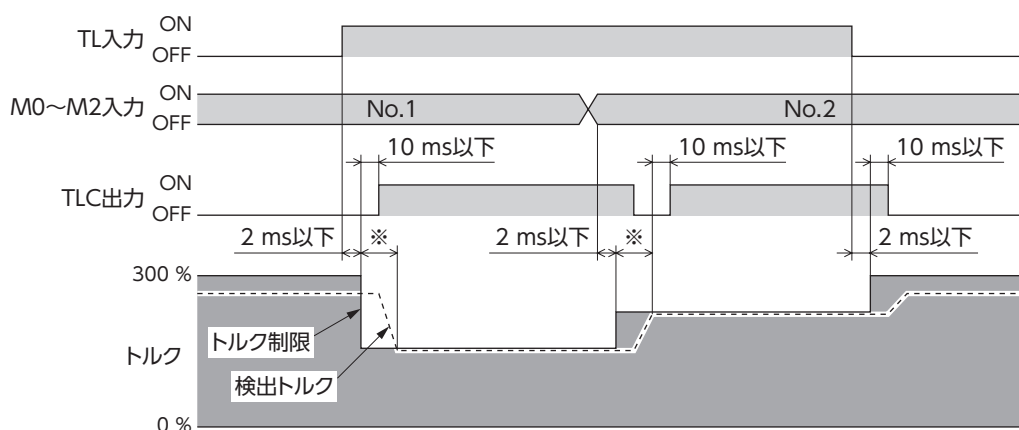 TL入力
ON
OFF
M0～M2入力
ON
OFF
No.1
No.2
10 ms以下
10 ms以下
10 ms以下
TLC出力
ON
OFF
2 ms以下
※
2 ms以下
※
2 ms以下
300 %
トルク制限
トルク
検出トルク
0 %